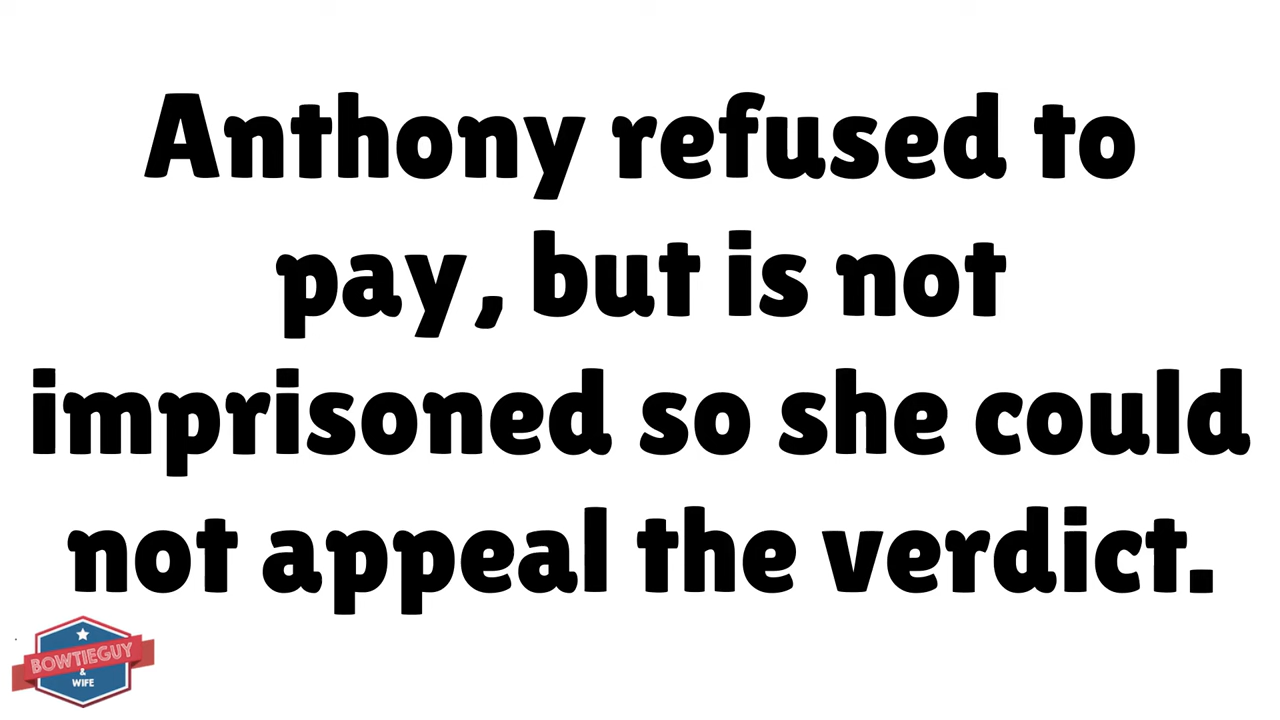 Anthony refused to
pay, but is not
imprisoned so she could
not appeal the verdict.
BOWTIEGUY
&
WIFE